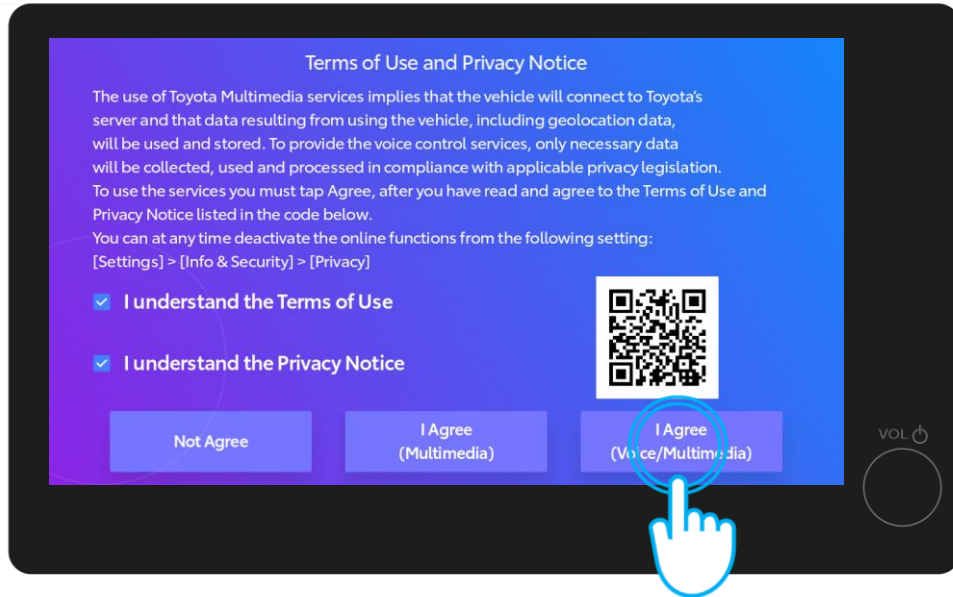 Terms of Use and Privacy Notice
The use of Toyota Multimedia services implies that the vehicle will connect to Toyota's
server and that data resulting from using the vehicle, including geolocation data,
will be used and stored. To provide the voice control services, only necessary data
will be collected, used and processed in compliance with applicable privacy legislation.
To use the services you must tap Agree, after you have read and agree to the Terms of Use and
Privacy Notice listed in the code below.
You can at any time deactivate the online functions from the following setting:
[Settings] > [Info & Security] > [Privacy]
I understand the Terms of Use
I understand the Privacy Notice
Not Agree
I Agree
(Multimedia)
I Agree
(Voice/Multimedia)
VOL